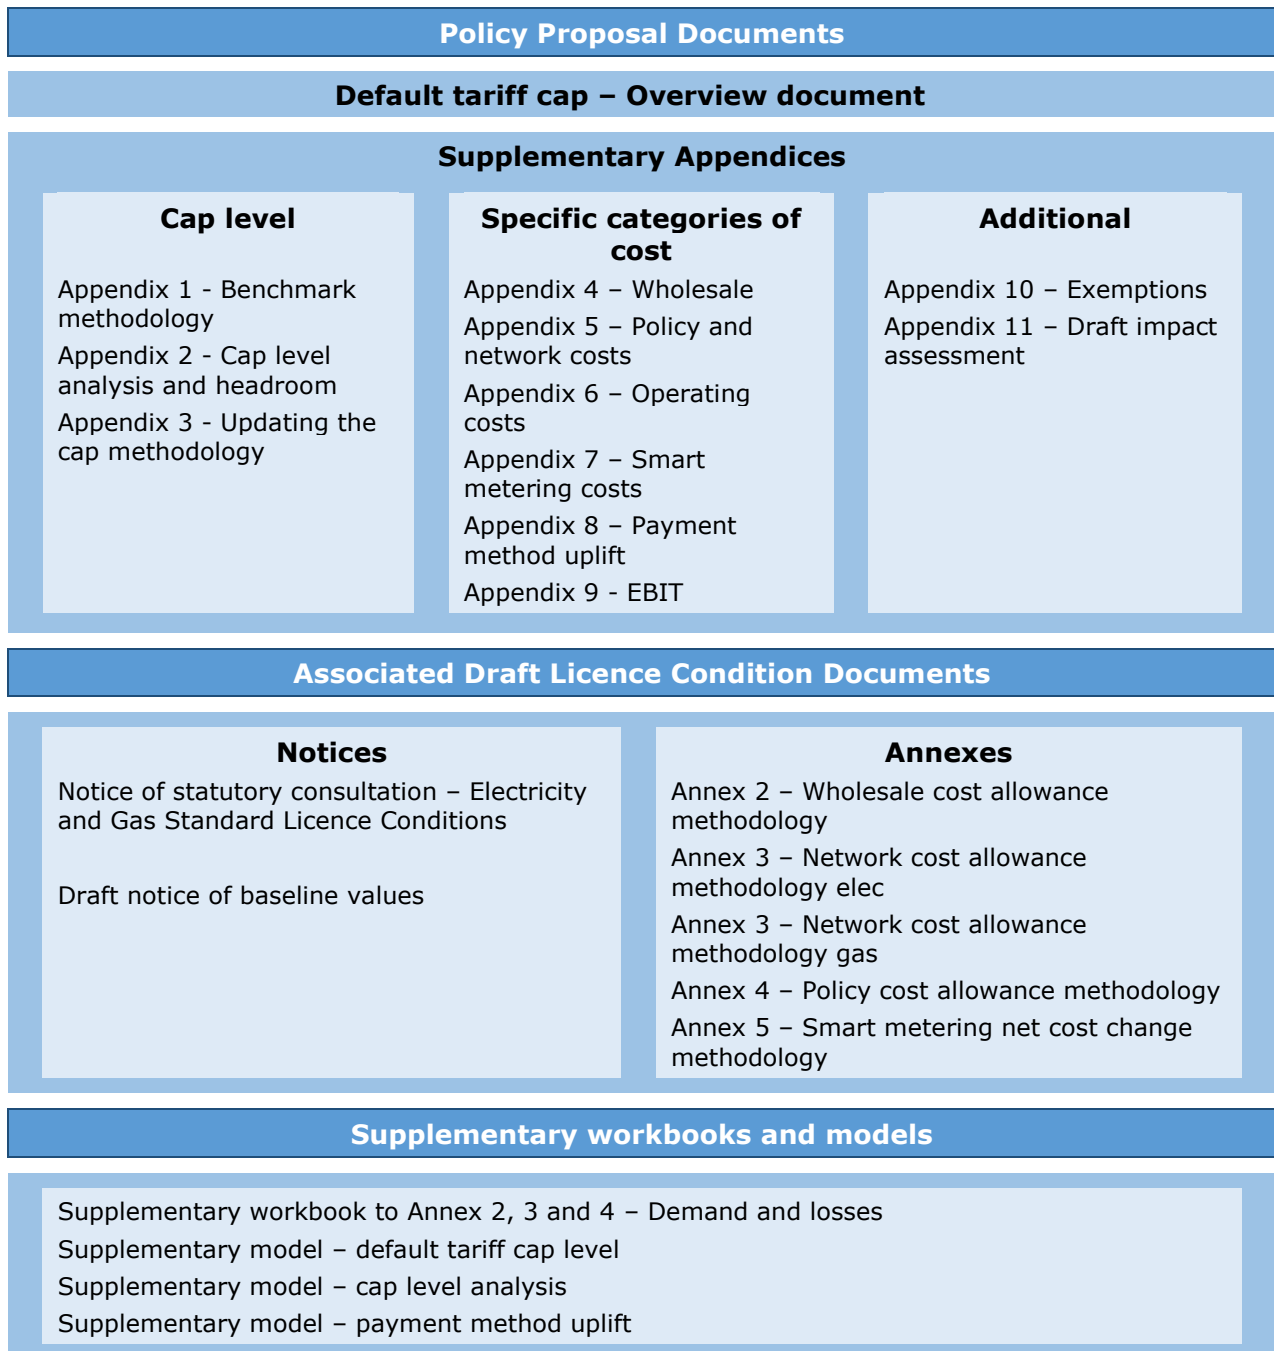 Policy Proposal Documents
Default tariff cap – Overview document
Supplementary Appendices
Cap level
Appendix 1 - Benchmark
methodology
Appendix 2 - Cap level
analysis and headroom
Appendix 3 - Updating the
cap methodology
Specific categories of
cost
Appendix 4 – Wholesale
Appendix 5 – Policy and
network costs
Appendix 6 – Operating
costs
Appendix 7 – Smart
metering costs
Appendix 8 – Payment
method uplift
Appendix 9 - EBIT
Additional
Appendix 10 – Exemptions
Appendix 11 – Draft impact
assessment
Associated Draft Licence Condition Documents
Notices
Notice of statutory consultation – Electricity
and Gas Standard Licence Conditions
Draft notice of baseline values
Annexes
Annex 2 – Wholesale cost allowance
methodology
Annex 3 – Network cost allowance
methodology elec
Annex 3 – Network cost allowance
methodology gas
Annex 4 – Policy cost allowance methodology
Annex 5 – Smart metering net cost change
methodology
Supplementary workbooks and models
Supplementary workbook to Annex 2, 3 and 4 – Demand and losses
Supplementary model – default tariff cap level
Supplementary model – cap level analysis
Supplementary model – payment method uplift